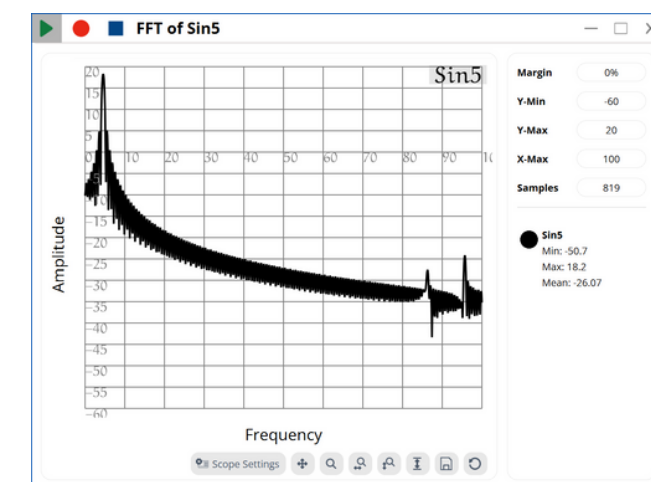 FFT of Sin5
Sin5
20
15
10
5
0 10 20 30 40 50 60 70 80 90 10
-5
-15
-20
-25
-30
-35
-40
-45
-50
-55
-60
Amplitude
Frequency
Scope Settings
Margin 0%
Y-Min -60
Y-Max 20
X-Max 100
Samples 819
Sin5
Min: -50.7
Max: 18.2
Mean: -26.07